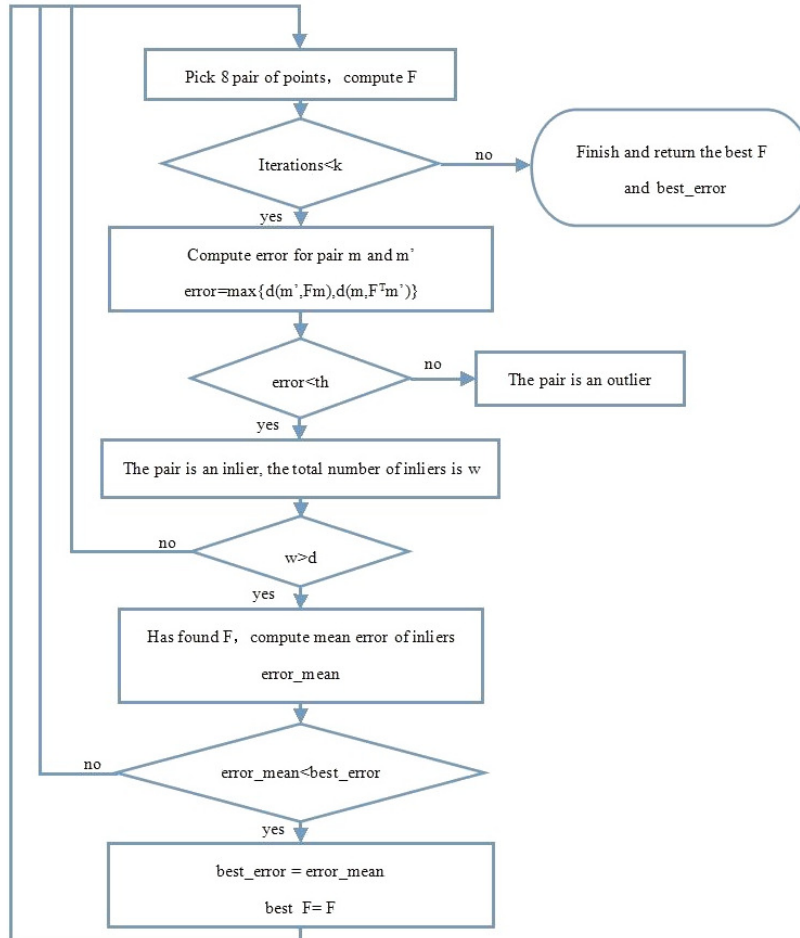 Pick 8 pair of points，compute F
Iterations<k
no
Finish and return the best F
and best_error
yes
Compute error for pair m and m’
error=max{d(m’,Fm),d(m,Fᵀm’)}
error<th
no
The pair is an outlier
yes
The pair is an inlier, the total number of inliers is w
no
w>d
yes
Has found F，compute mean error of inliers
error_mean
no
error_mean<best_error
yes
best_error = error_mean
best F= F